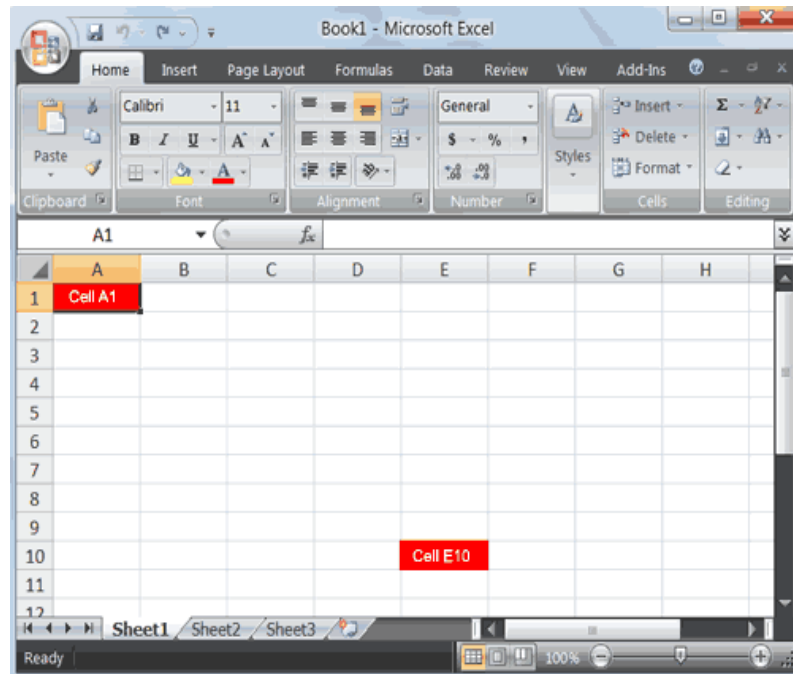 Book1 - Microsoft Excel
Home Insert Page Layout Formulas Data Review View Add-Ins
Calibri 11 General Insert Σ
Paste B I U A A $ % , Styles Delete
A .00 Format
Clipboard Font Alignment Number Cells Editing
A1 fx
A B C D E F G H
1 Cell A1
2
3
4
5
6
7
8
9
10 Cell E10
11
12
Sheet1 Sheet2 Sheet3
Ready 100%